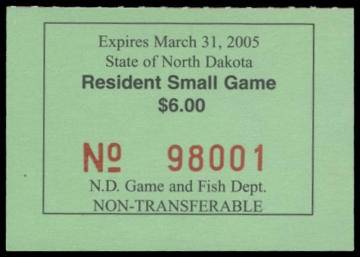 Expires March 31, 2005
State of North Dakota
Resident Small Game
$6.00
Nº 98001
N.D. Game and Fish Dept.
NON-TRANSFERABLE